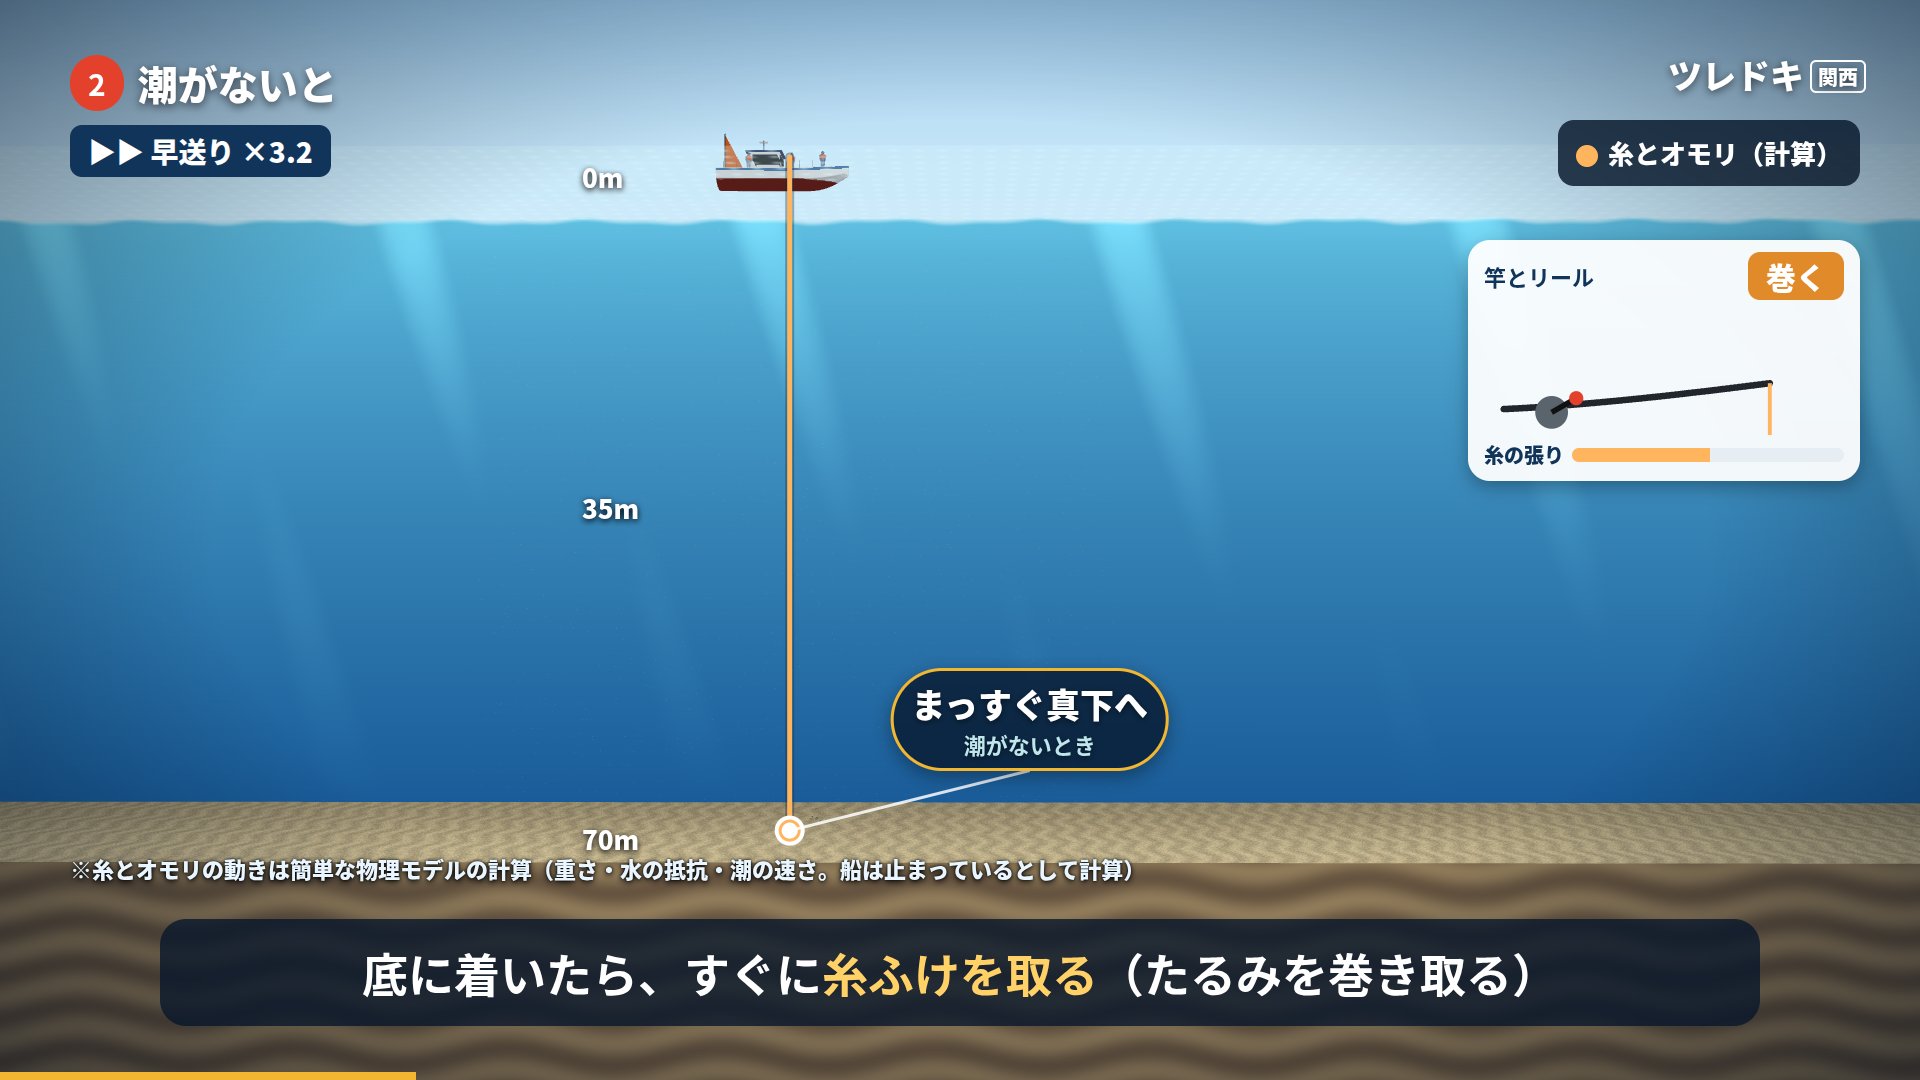 2 潮がないと
▶▶ 早送り ×3.2
ツレドキ 関西
糸とオモリ（計算）
0m
竿とリール
巻く
糸の張り
35m
まっすぐ真下へ
潮がないとき
70m
※糸とオモリの動きは簡単な物理モデルの計算（重さ・水の抵抗・潮の速さ。船は止まっているとして計算）
底に着いたら、すぐに糸ふけを取る（たるみを巻き取る）